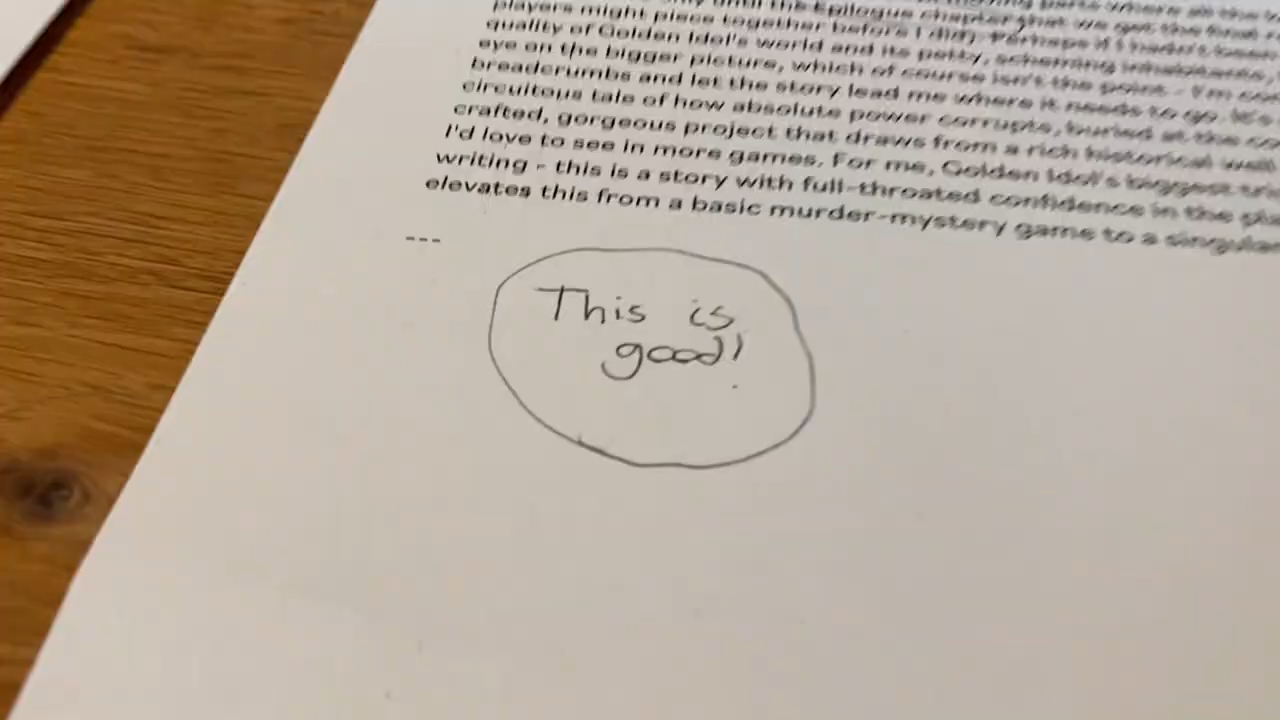 players might piece together before I did). Perhaps if I hadn't been
quality of Golden Idol's world and its petty, scheming inhabitants,
eye on the bigger picture, which of course isn't the point - I'm
breadcrumbs and let the story lead me where it needs to go. It's
circuitous tale of how absolute power corrupts, buried at the
crafted, gorgeous project that draws from a rich historical well
I'd love to see in more games. For me, Golden Idol's biggest
writing - this is a story with full-throated confidence in the
elevates this from a basic murder-mystery game to a
---
This is
good!